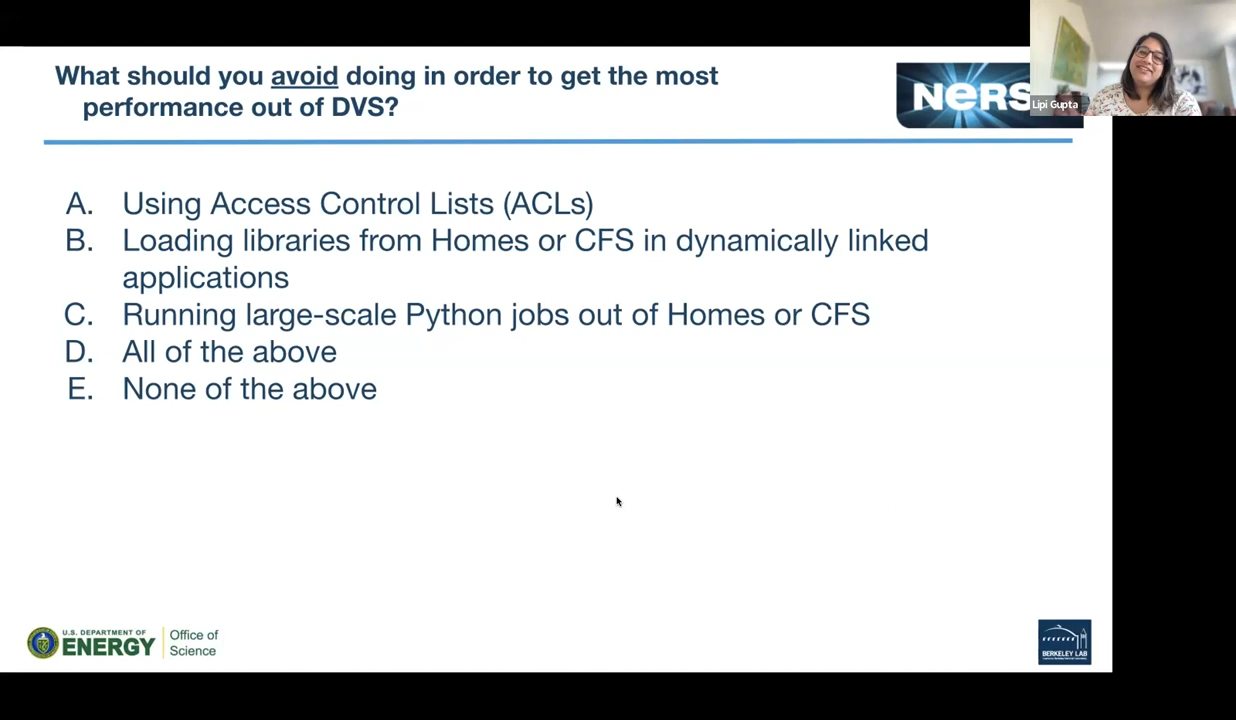 What should you avoid doing in order to get the most
performance out of DVS?
NERS
Lipi Gupta
A. Using Access Control Lists (ACLs)
B. Loading libraries from Homes or CFS in dynamically linked
applications
C. Running large-scale Python jobs out of Homes or CFS
D. All of the above
E. None of the above
U.S. DEPARTMENT OF
ENERGY
Office of
Science
BERKELEY LAB